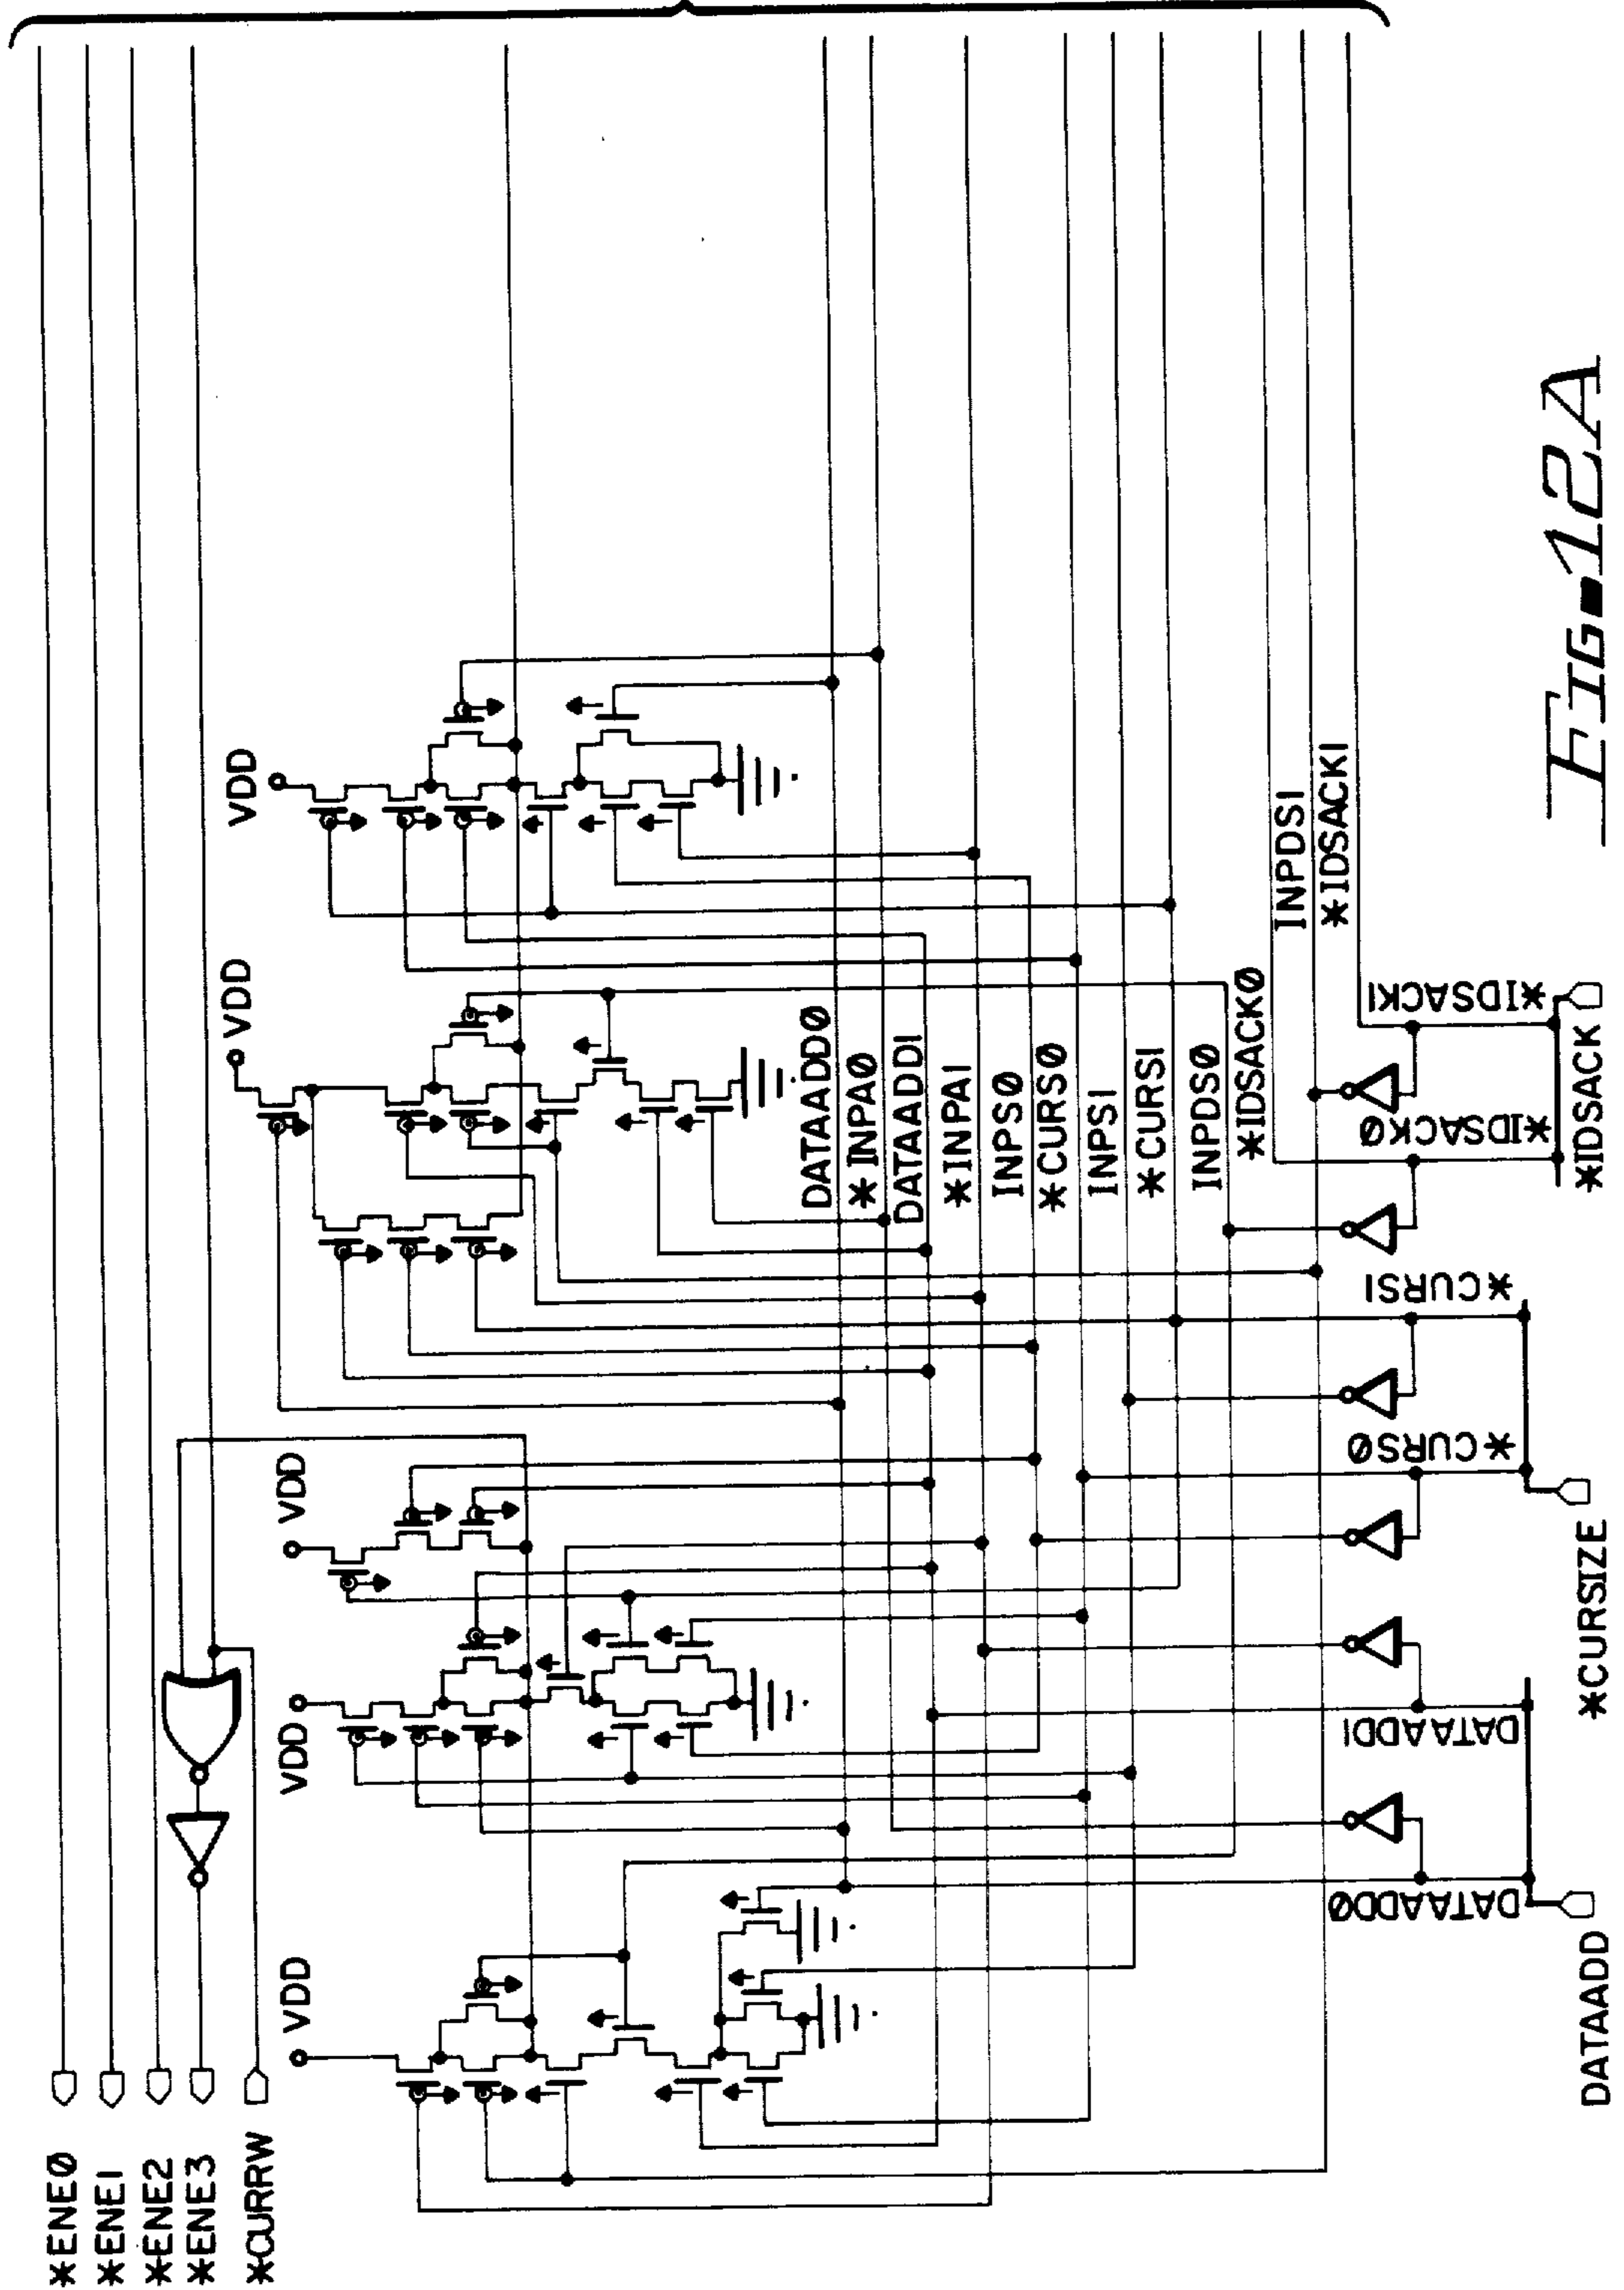 *ENE0
*ENE1
*ENE2
*ENE3
*CURRW
VDD
VDD
VDD
VDD
VDD
DATAADD0
*INPA0
DATAADD1
*INPA1
INPS0
*CURS0
INPS1
*CURS1
INPDS0
*IDSACK0
INPDS1
*IDSACK1
DATAADD0
DATAADD1
*CURS0
*CURS1
*IDSACK0
*IDSACK1
DATAADD
*CURSIZE
*IDSACK
FIG-12A